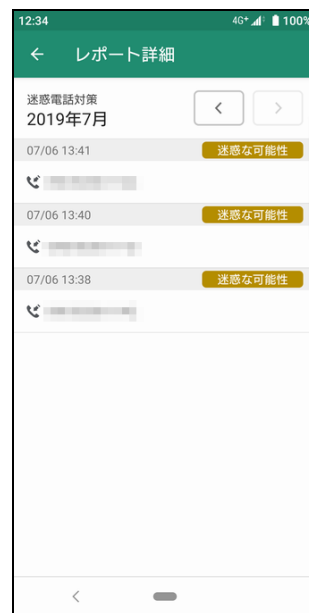 12:34 4G+ 100%
レポート詳細
迷惑電話対策
2019年7月
07/06 13:41 迷惑な可能性
07/06 13:40 迷惑な可能性
07/06 13:38 迷惑な可能性